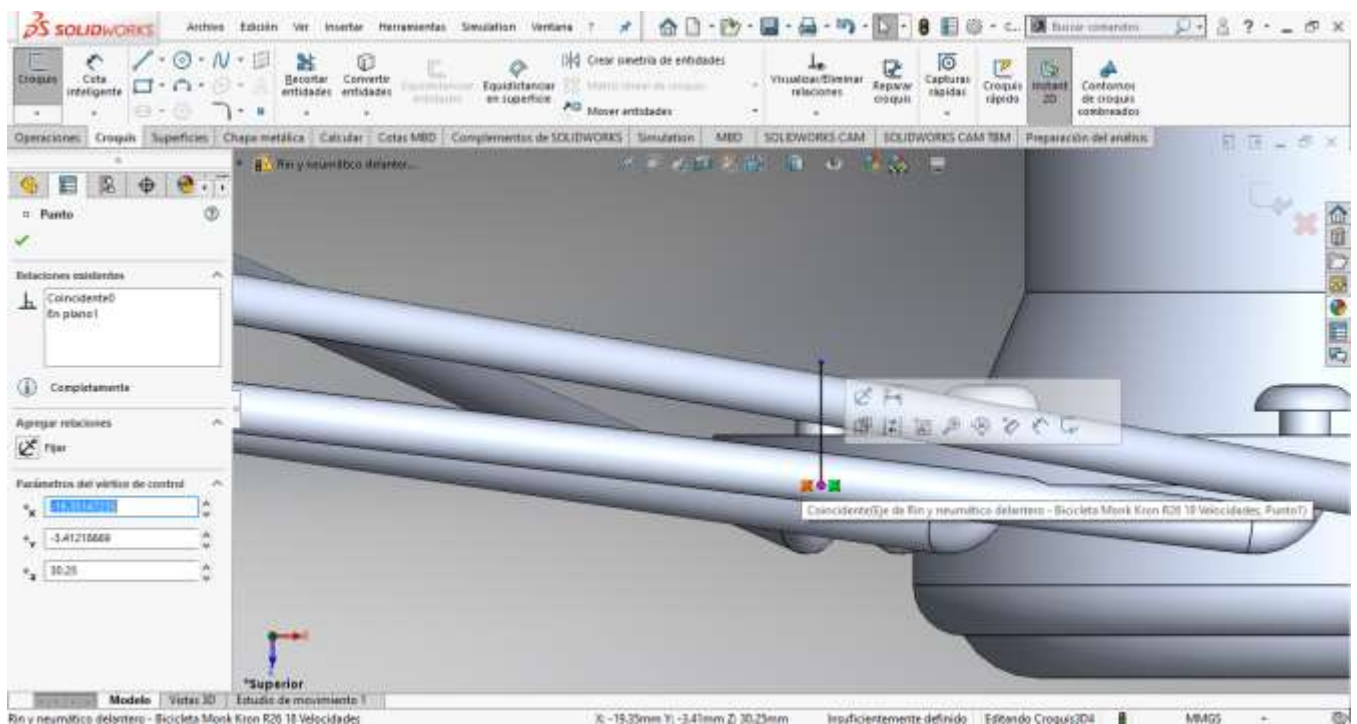 SOLIDWORKS Archivo Edición Ver Insertar Herramientas Simulation Ventana ? Buscar comandos
Croquis
Cota inteligente
Recortar entidades
Convertir entidades
Equidistanciar en superficie
Crear simetría de entidades
Mover entidades
Visualizar/Eliminar relaciones
Reparar croquis
Capturas rápidas
Croquis rápido
Instant 2D
Contornos de croquis sombreados
Operaciones Croquis Superficies Chapa metálica Calcular Cotas MBD Complementos de SOLIDWORKS Simulation MBD SOLIDWORKS CAM SOLIDWORKS CAM TBM Preparación del análisis
Rin y neumático delanter...
Punto
Relaciones existentes
Coincidente0
En plano1
Completamente
Agregar relaciones
Fijar
Parámetros del vértice de control
-3.41218669
30.25
Coincidente(Eje de Rin y neumático delantero - Bicicleta Monk Kron R26 18 Velocidades, Punto1)
*Superior
Modelo Vistas 3D Estudio de movimiento 1
Rin y neumático delantero - Bicicleta Monk Kron R26 18 Velocidades X: -19.35mm Y: -3.41mm Z: 30.25mm Insuficientemente definido Editando Croquis3D4 MMGS